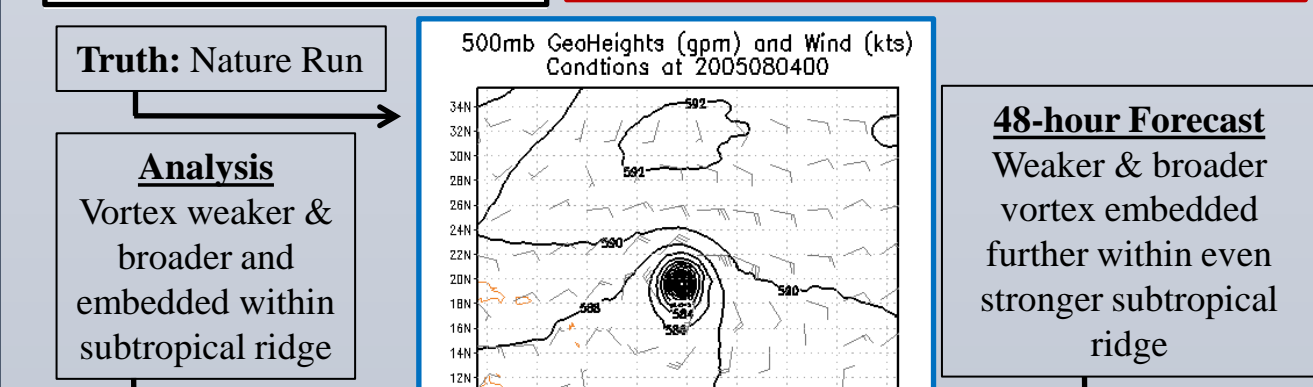 Truth: Nature Run
Analysis
Vortex weaker &
broader and
embedded within
subtropical ridge
500mb GeoHeights (gpm) and Wind (kts)
Condtions at 2005080400
34N
32N
30N
28N
26N
24N
22N
20N
18N
16N
14N
12N
592
592
590
590
588
584
586
48-hour Forecast
Weaker & broader
vortex embedded
further within even
stronger subtropical
ridge